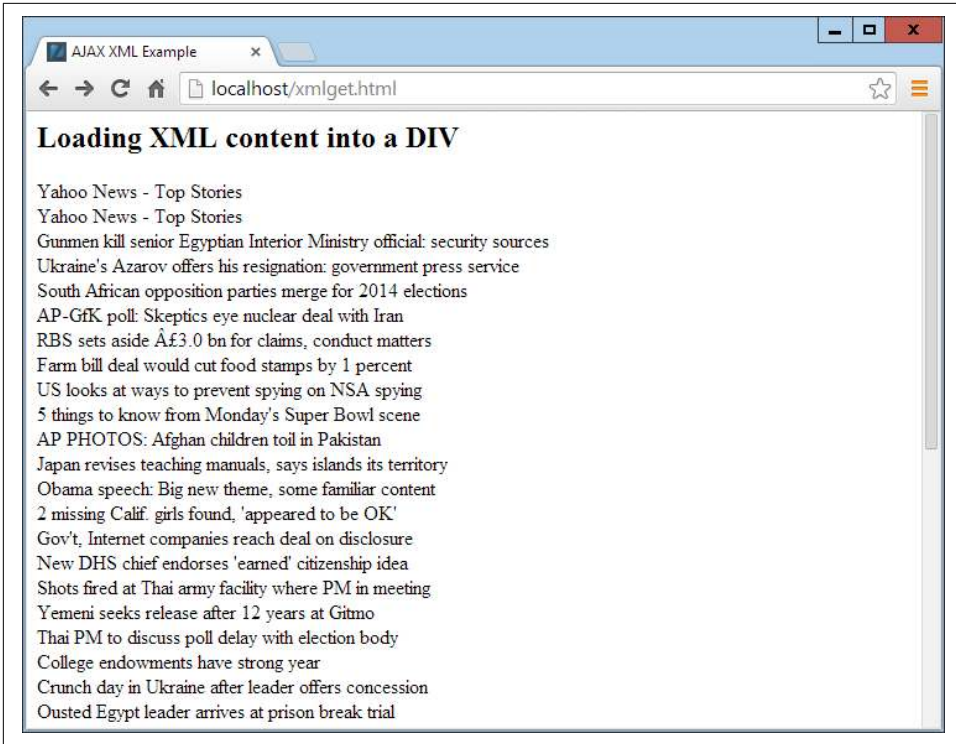 AJAX XML Example
localhost/xmlget.html
Loading XML content into a DIV
Yahoo News - Top Stories
Yahoo News - Top Stories
Gunmen kill senior Egyptian Interior Ministry official: security sources
Ukraine's Azarov offers his resignation: government press service
South African opposition parties merge for 2014 elections
AP-GfK poll: Skeptics eye nuclear deal with Iran
RBS sets aside Â£3.0 bn for claims, conduct matters
Farm bill deal would cut food stamps by 1 percent
US looks at ways to prevent spying on NSA spying
5 things to know from Monday's Super Bowl scene
AP PHOTOS: Afghan children toil in Pakistan
Japan revises teaching manuals, says islands its territory
Obama speech: Big new theme, some familiar content
2 missing Calif. girls found, 'appeared to be OK'
Gov't, Internet companies reach deal on disclosure
New DHS chief endorses 'earned' citizenship idea
Shots fired at Thai army facility where PM in meeting
Yemeni seeks release after 12 years at Gitmo
Thai PM to discuss poll delay with election body
College endowments have strong year
Crunch day in Ukraine after leader offers concession
Ousted Egypt leader arrives at prison break trial